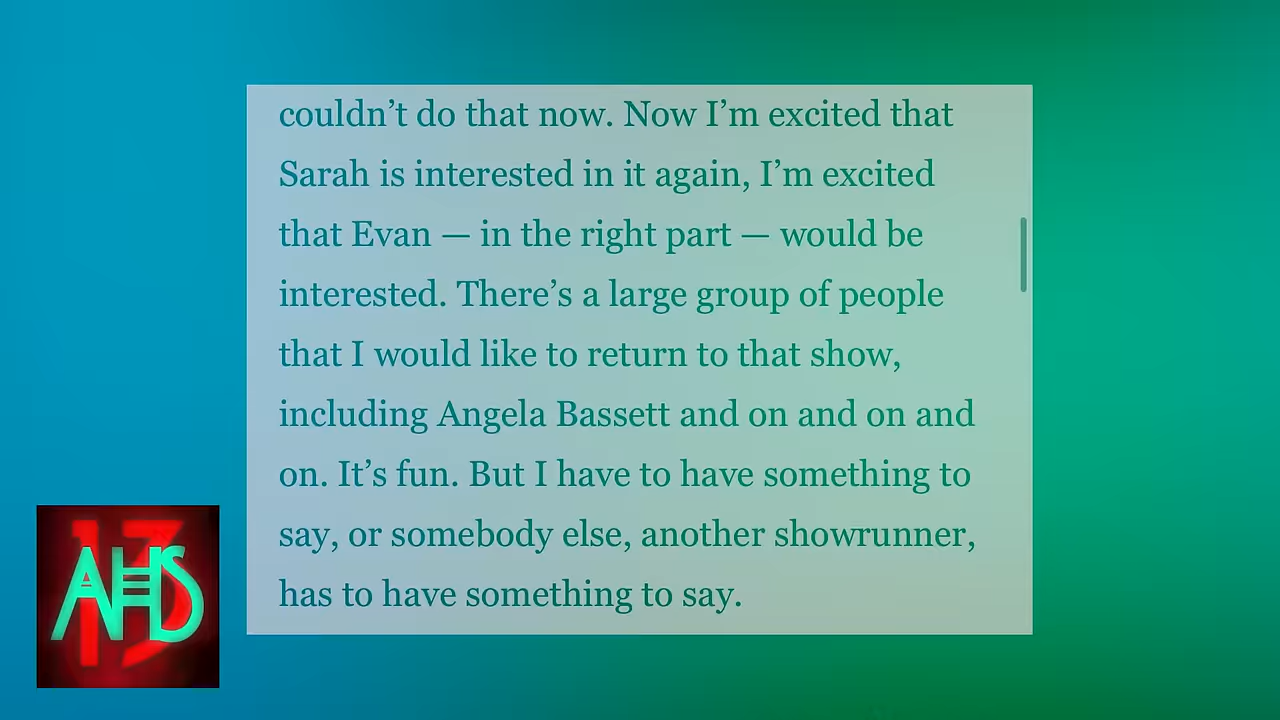 couldn’t do that now. Now I’m excited that
Sarah is interested in it again, I’m excited
that Evan — in the right part — would be
interested. There’s a large group of people
that I would like to return to that show,
including Angela Bassett and on and on and
on. It’s fun. But I have to have something to
say, or somebody else, another showrunner,
has to have something to say.
13
AHS